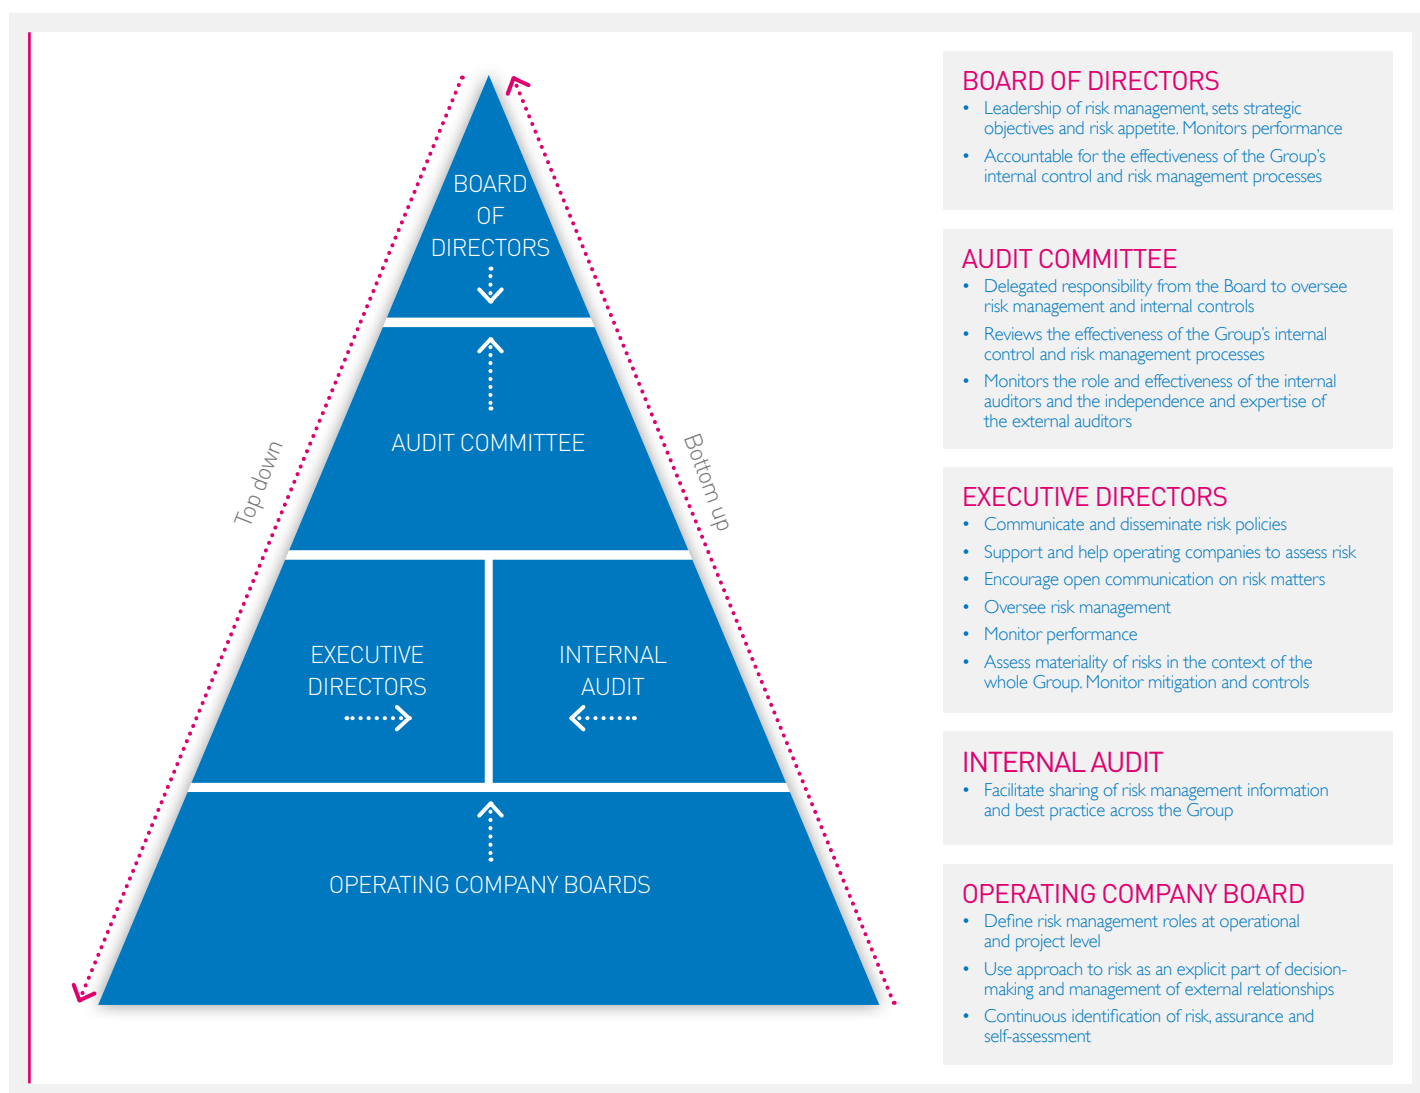 BOARD
OF
DIRECTORS
AUDIT COMMITTEE
Top down
Bottom up
EXECUTIVE
DIRECTORS
INTERNAL
AUDIT
OPERATING COMPANY BOARDS
BOARD OF DIRECTORS
• Leadership of risk management, sets strategic
objectives and risk appetite. Monitors performance
• Accountable for the effectiveness of the Group's
internal control and risk management processes
AUDIT COMMITTEE
• Delegated responsibility from the Board to oversee
risk management and internal controls
• Reviews the effectiveness of the Group's internal
control and risk management processes
• Monitors the role and effectiveness of the internal
auditors and the independence and expertise of
the external auditors
EXECUTIVE DIRECTORS
• Communicate and disseminate risk policies
• Support and help operating companies to assess risk
• Encourage open communication on risk matters
• Oversee risk management
• Monitor performance
• Assess materiality of risks in the context of the
whole Group. Monitor mitigation and controls
INTERNAL AUDIT
• Facilitate sharing of risk management information
and best practice across the Group
OPERATING COMPANY BOARD
• Define risk management roles at operational
and project level
• Use approach to risk as an explicit part of decision-
making and management of external relationships
• Continuous identification of risk, assurance and
self-assessment